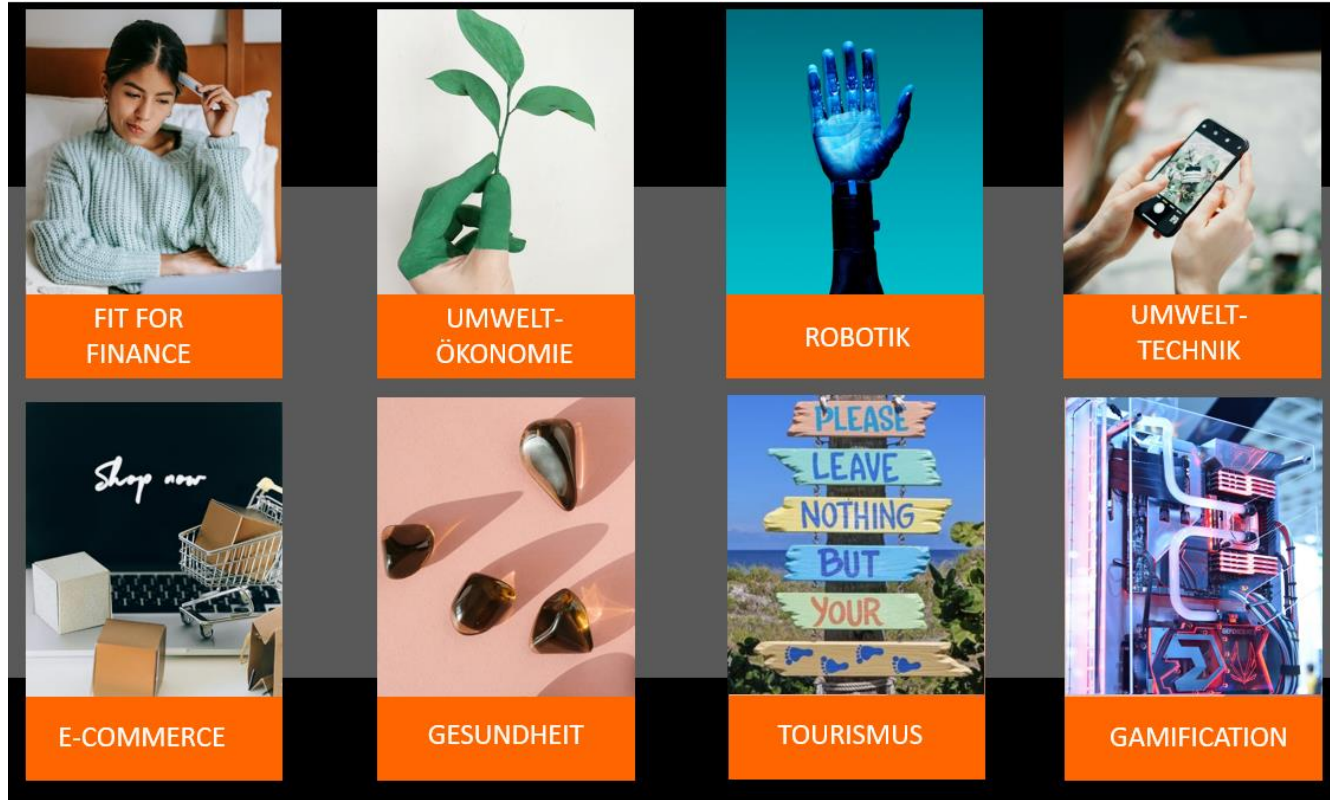 FIT FOR
FINANCE
UMWELT-
ÖKONOMIE
ROBOTIK
UMWELT-
TECHNIK
Shop now
PLEASE
LEAVE
NOTHING
BUT
YOUR
GEFORCE
E-COMMERCE
GESUNDHEIT
TOURISMUS
GAMIFICATION